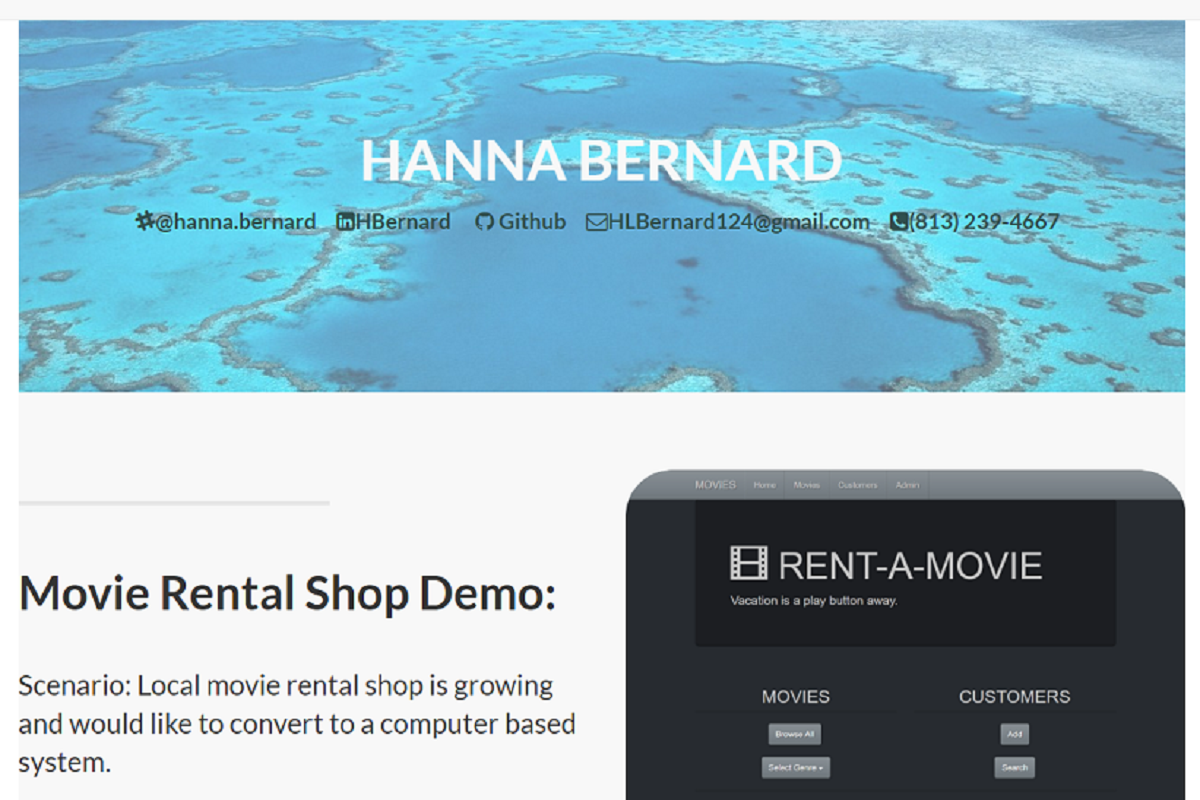 HANNA BERNARD
@hanna.bernard HBernard Github HLBernard124@gmail.com (813) 239-4667
Movie Rental Shop Demo:
Scenario: Local movie rental shop is growing
and would like to convert to a computer based
system.
MOVIES Home Movies Customers Admin
RENT-A-MOVIE
Vacation is a play button away.
MOVIES CUSTOMERS
Browse All Add
Select Genre Search